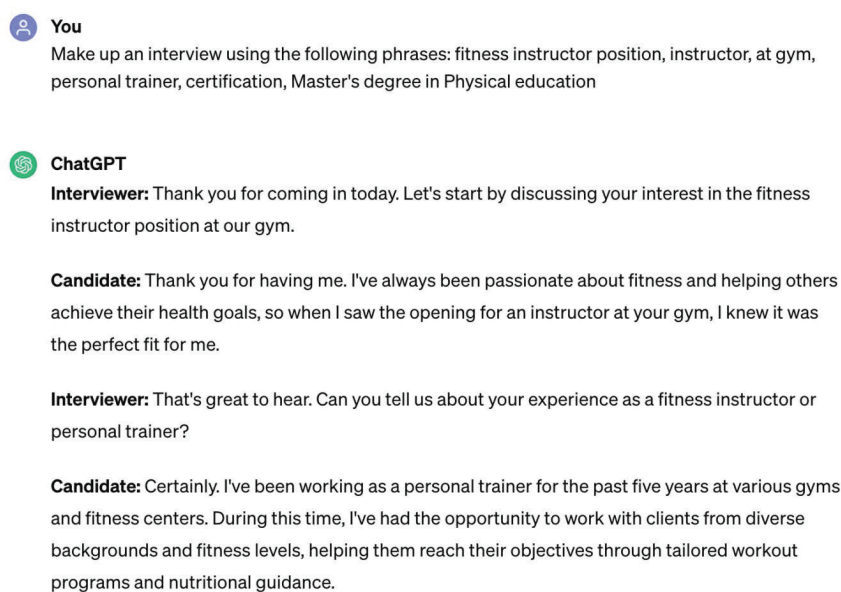 You
Make up an interview using the following phrases: fitness instructor position, instructor, at gym,
personal trainer, certification, Master's degree in Physical education
ChatGPT
Interviewer: Thank you for coming in today. Let's start by discussing your interest in the fitness
instructor position at our gym.
Candidate: Thank you for having me. I've always been passionate about fitness and helping others
achieve their health goals, so when I saw the opening for an instructor at your gym, I knew it was
the perfect fit for me.
Interviewer: That's great to hear. Can you tell us about your experience as a fitness instructor or
personal trainer?
Candidate: Certainly. I've been working as a personal trainer for the past five years at various gyms
and fitness centers. During this time, I've had the opportunity to work with clients from diverse
backgrounds and fitness levels, helping them reach their objectives through tailored workout
programs and nutritional guidance.